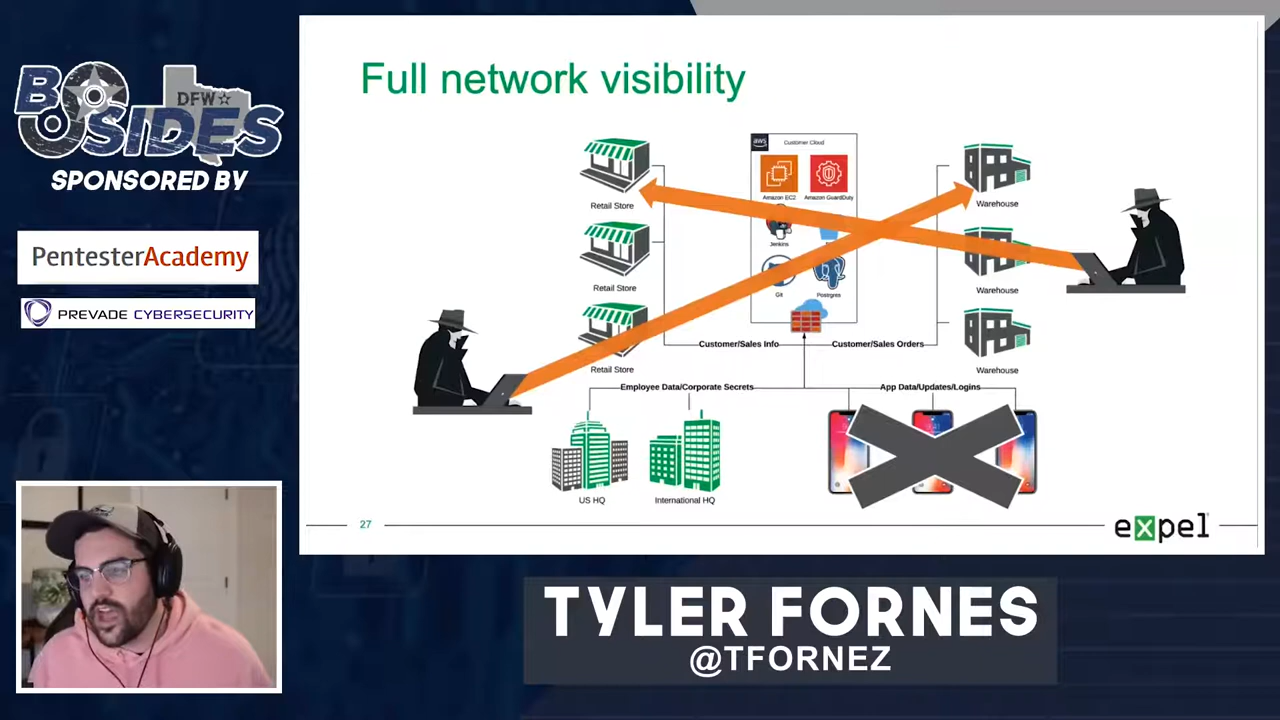 BSIDES
DFW
SPONSORED BY
PentesterAcademy
PREVADE CYBERSECURITY
Full network visibility
aws
Customer Cloud
Amazon EC2
Amazon GuardDuty
Jenkins
Git
Postgres
Retail Store
Retail Store
Retail Store
Warehouse
Warehouse
Warehouse
Customer/Sales Info
Customer/Sales Orders
Employee Data/Corporate Secrets
App Data/Updates/Logins
US HQ
International HQ
27
expel
TYLER FORNES
@TFORNEZ